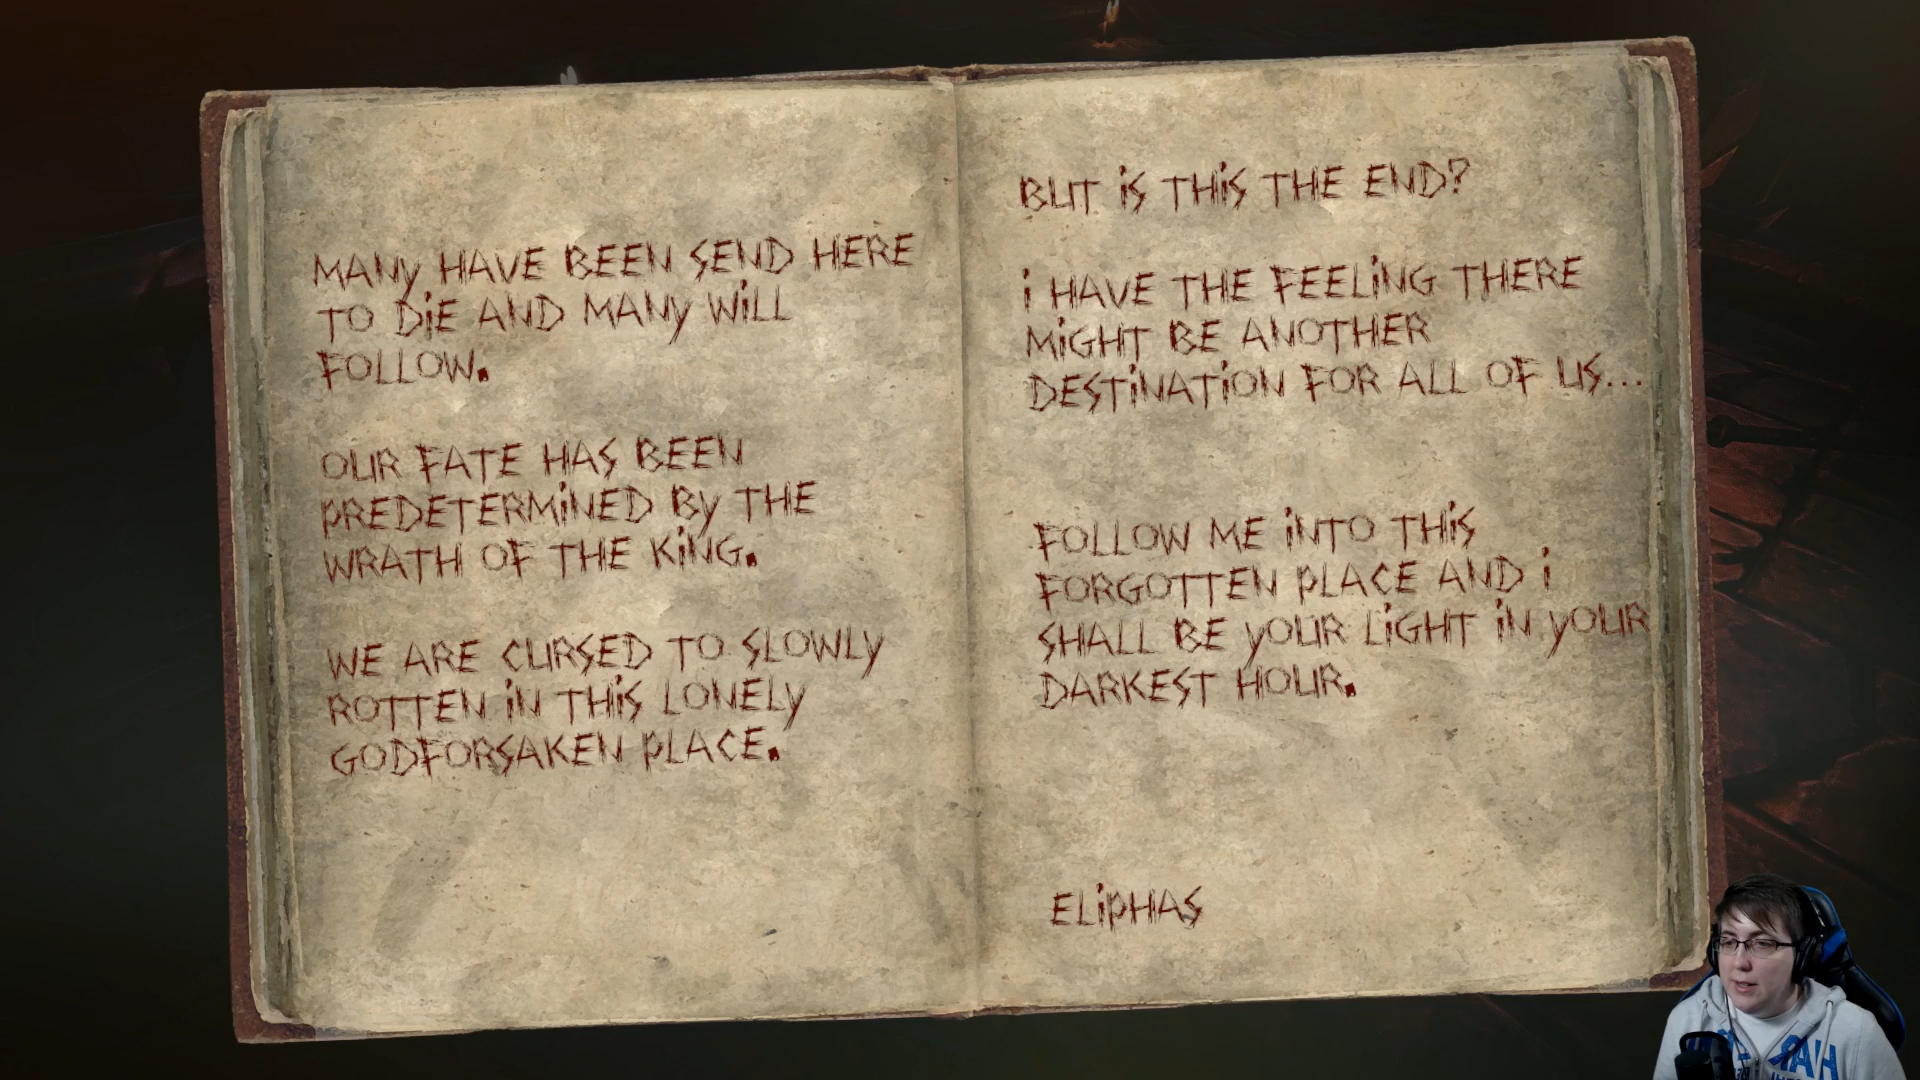 MANY HAVE BEEN SEND HERE
TO DiE AND MANY WiLL
FOLLOW.
OUR FATE HAS BEEN
PREDETERMiNED BY THE
WRATH OF THE KiNG.
WE ARE CURSED TO SLOWLY
ROTTEN iN THiS LONELY
GODFORSAKEN PLACE.
BUT iS THiS THE END?
i HAVE THE FEELiNG THERE
MiGHT BE ANOTHER
DESTiNATiON FOR ALL OF US...
FOLLOW ME iNTO THiS
FORGOTTEN PLACE AND i
SHALL BE YOUR LiGHT iN YOUR
DARKEST HOUR.
ELiPHAS